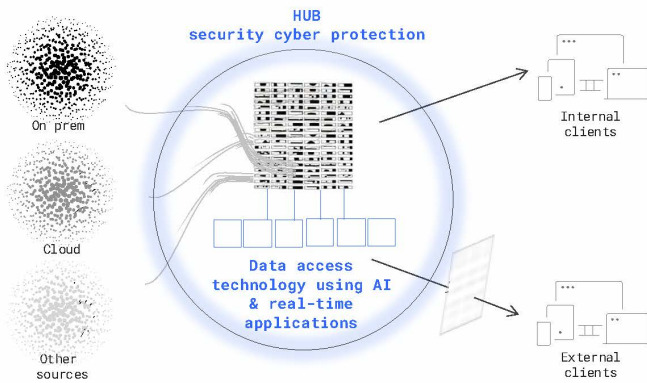 HUB
security cyber protection
On prem
Cloud
Other
sources
Data access
technology using AI
& real-time
applications
Internal
clients
External
clients